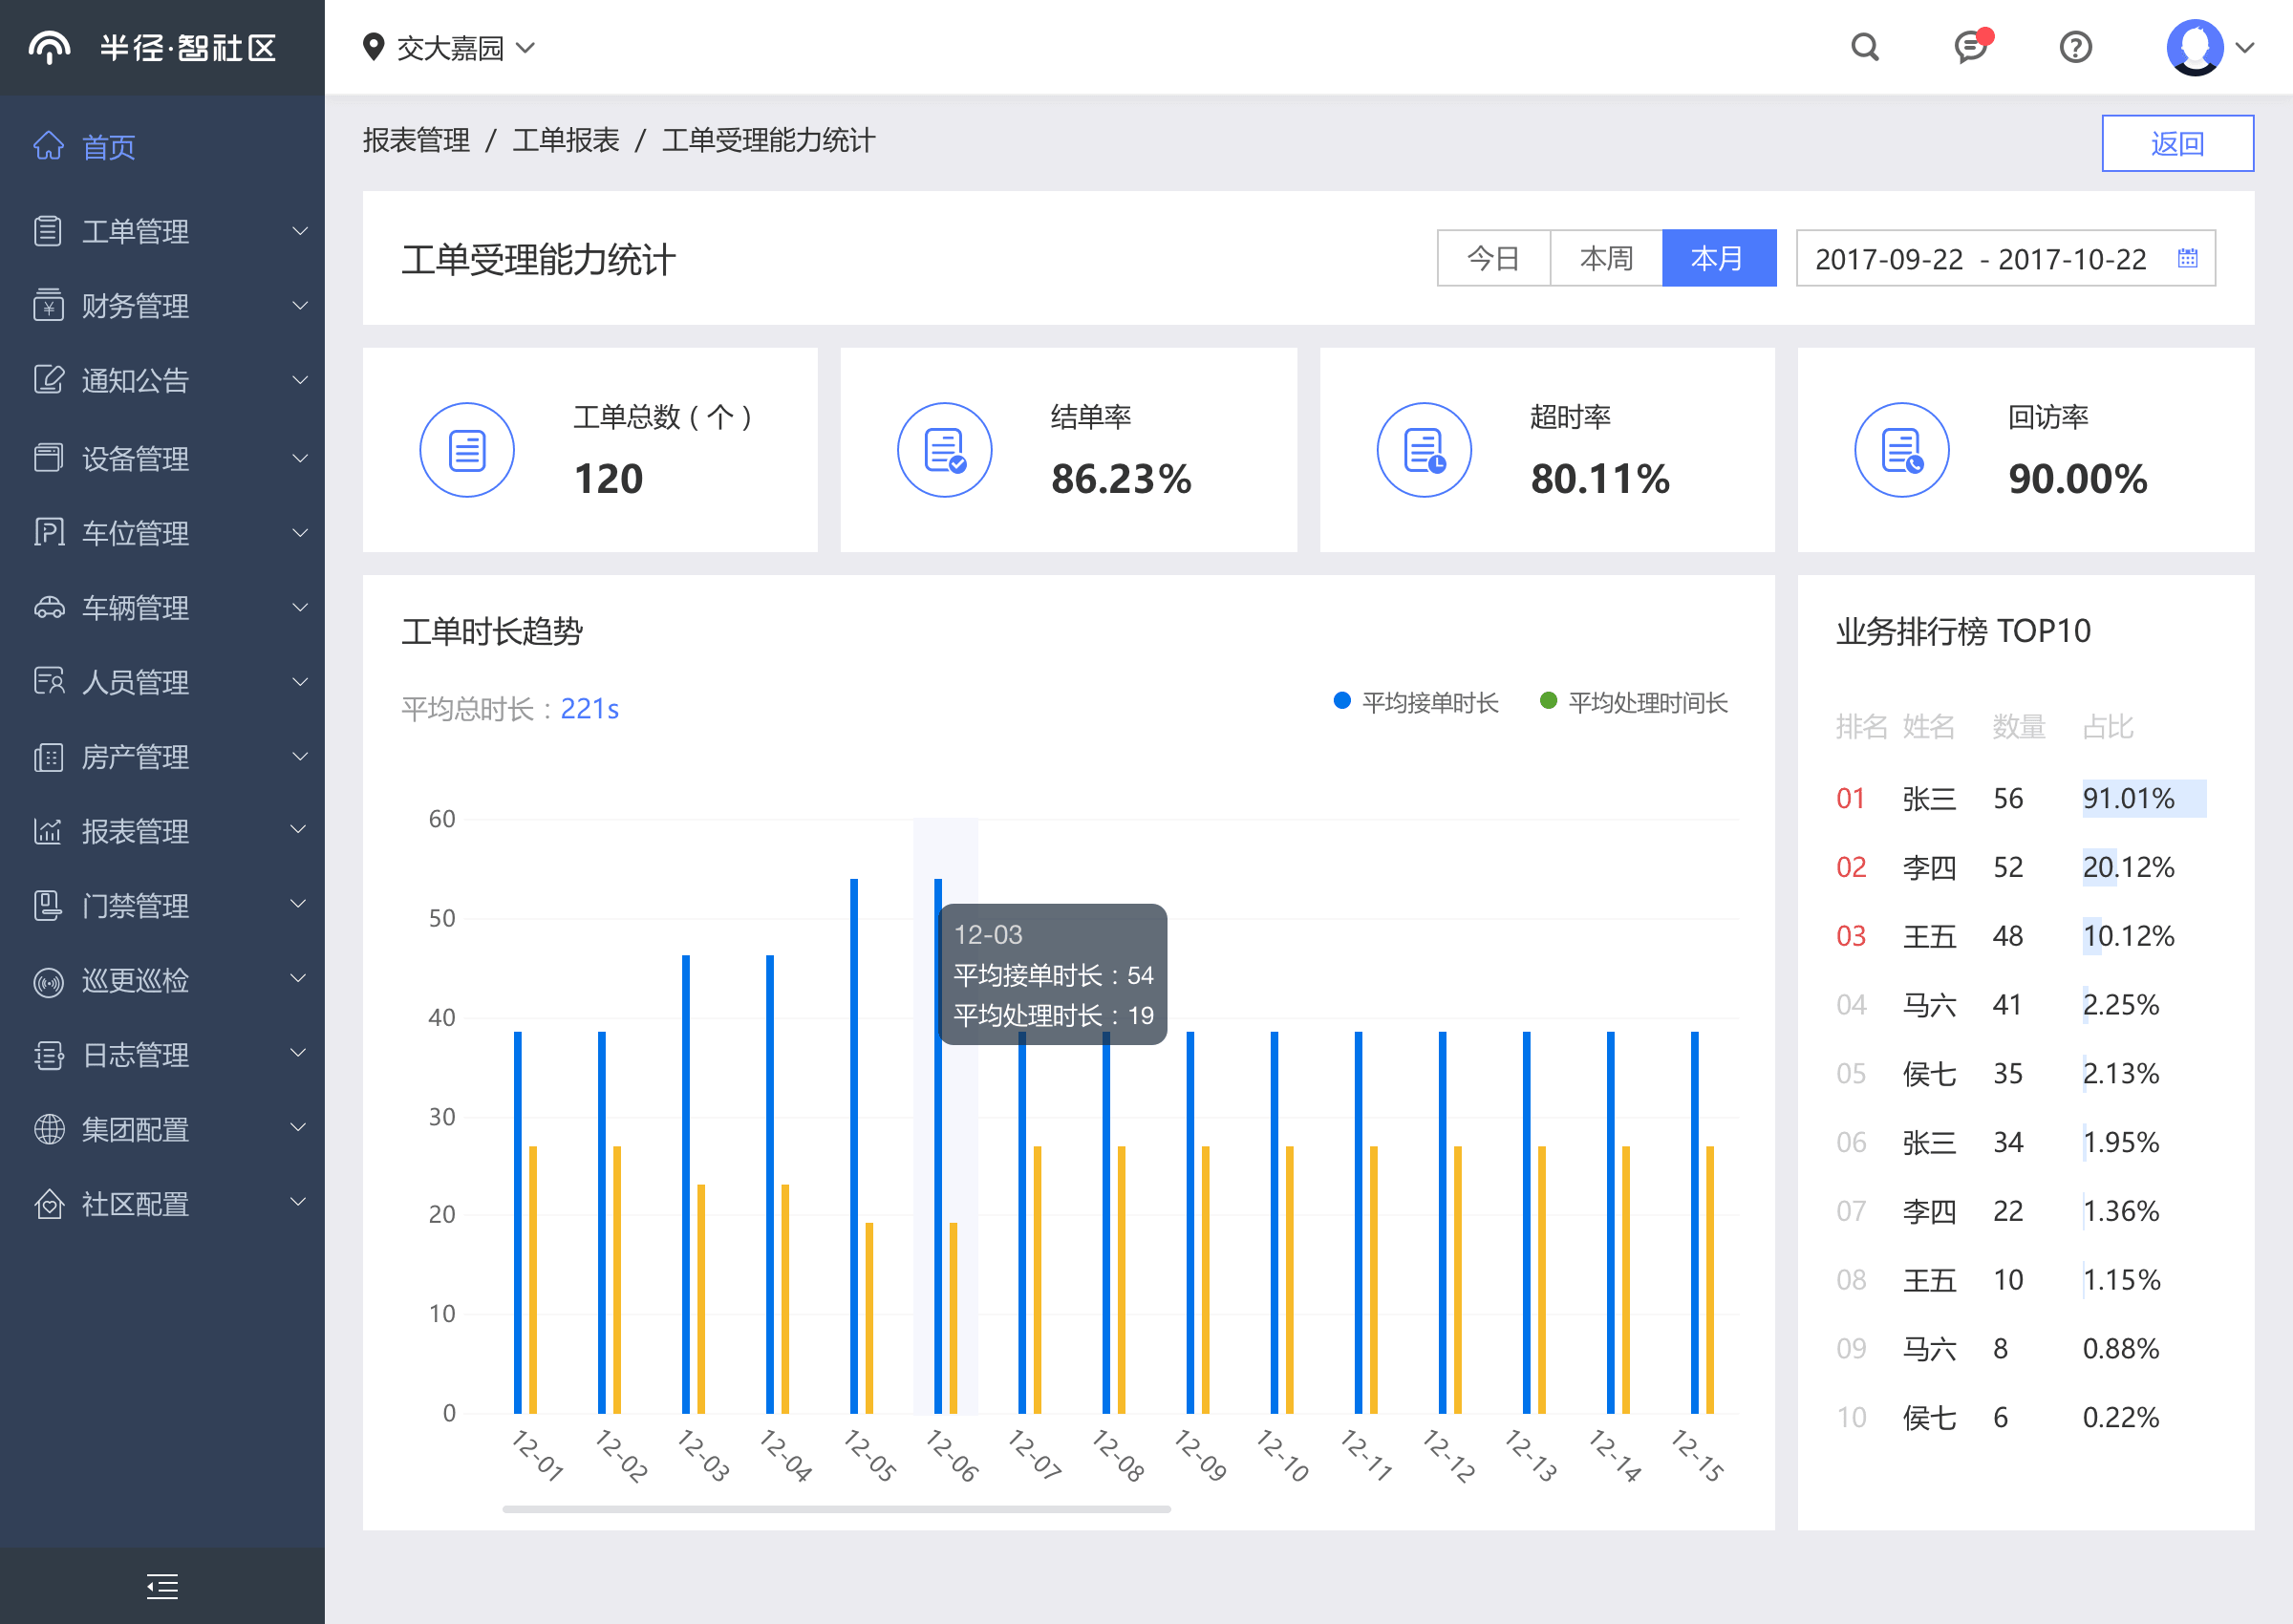 半径·智社区
交大嘉园
首页
工单管理
财务管理
通知公告
设备管理
车位管理
车辆管理
人员管理
房产管理
报表管理
门禁管理
巡更巡检
日志管理
集团配置
社区配置
报表管理 / 工单报表 / 工单受理能力统计
返回
工单受理能力统计
今日 本周 本月 2017-09-22 - 2017-10-22
工单总数（个）
120
结单率
86.23%
超时率
80.11%
回访率
90.00%
工单时长趋势
平均总时长：221s
平均接单时长 平均处理时间长
60
50
40
30
20
10
0
12-03
平均接单时长：54
平均处理时长：19
12-01 12-02 12-03 12-04 12-05 12-06 12-07 12-08 12-09 12-10 12-11 12-12 12-13 12-14 12-15
业务排行榜 TOP10
排名 姓名 数量 占比
01 张三 56 91.01%
02 李四 52 20.12%
03 王五 48 10.12%
04 马六 41 2.25%
05 侯七 35 2.13%
06 张三 34 1.95%
07 李四 22 1.36%
08 王五 10 1.15%
09 马六 8 0.88%
10 侯七 6 0.22%